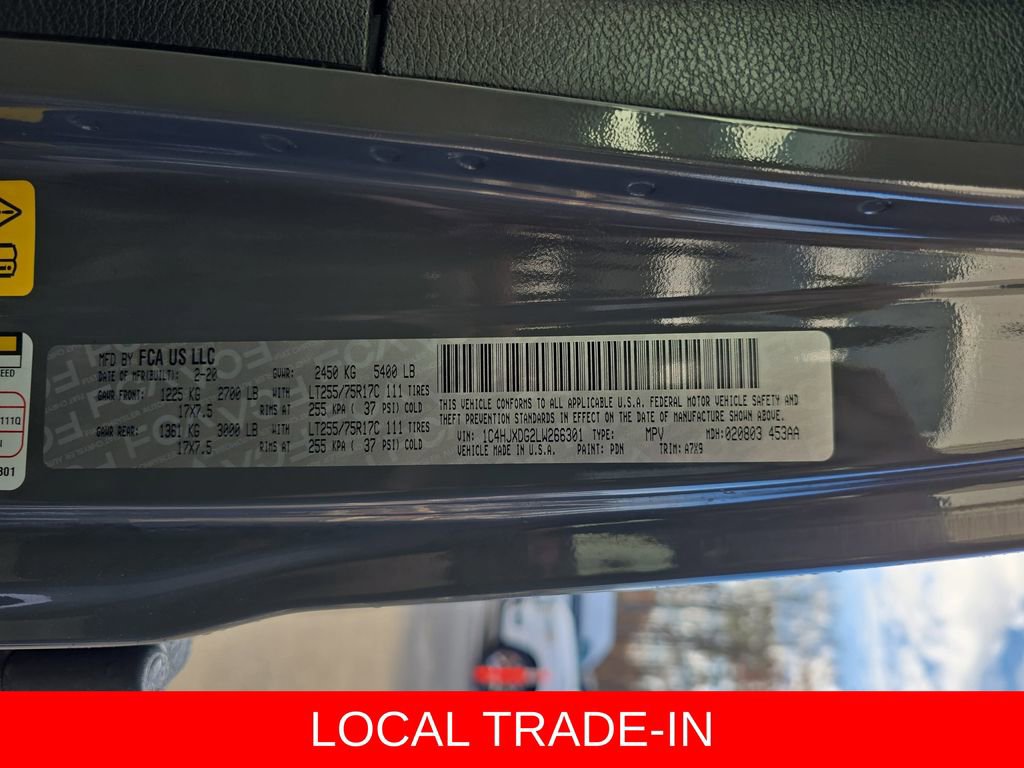 MFD BY FCA US LLC
DATE OF MFR(BUILT): 2-20 GVWR: 2450 KG 5400 LB
GAWR FRONT: 1225 KG 2700 LB WITH LT255/75R17C 111 TIRES
17X7.5 RIMS AT 255 KPA ( 37 PSI) COLD
GAWR REAR: 1361 KG 3000 LB WITH LT255/75R17C 111 TIRES
17X7.5 RIMS AT 255 KPA ( 37 PSI) COLD
THIS VEHICLE CONFORMS TO ALL APPLICABLE U.S.A. FEDERAL MOTOR VEHICLE SAFETY AND
THEFT PREVENTION STANDARDS IN EFFECT ON THE DATE OF MANUFACTURE SHOWN ABOVE.
VIN: 1C4HJXDG2LW266301 TYPE: MPV MDH:020803 453AA
VEHICLE MADE IN U.S.A. PAINT: PDN TRIM: A7X9
EED
111Q
301
LOCAL TRADE-IN